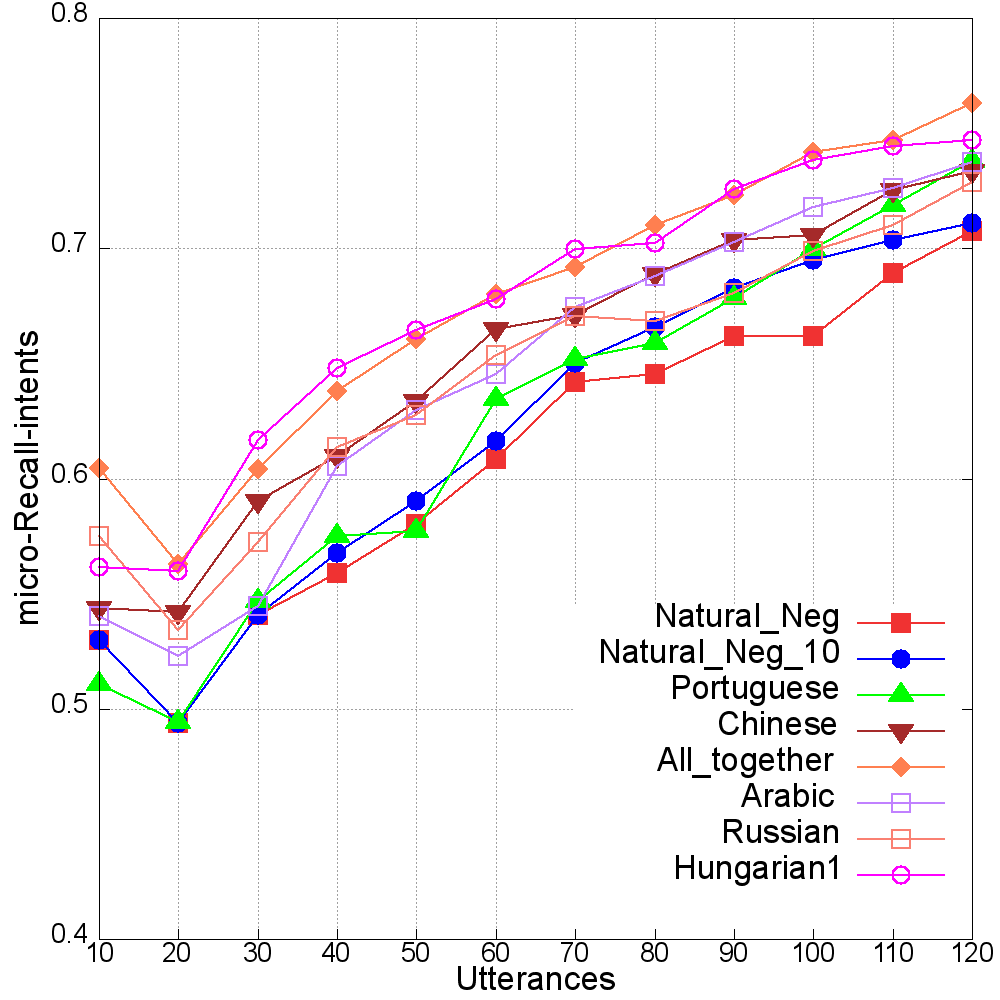 0.8
0.7
0.6
0.5
0.4
micro-Recall-intents
Natural_Neg
Natural_Neg_10
Portuguese
Chinese
All_together
Arabic
Russian
Hungarian1
10 20 30 40 50 60 70 80 90 100 110 120
Utterances